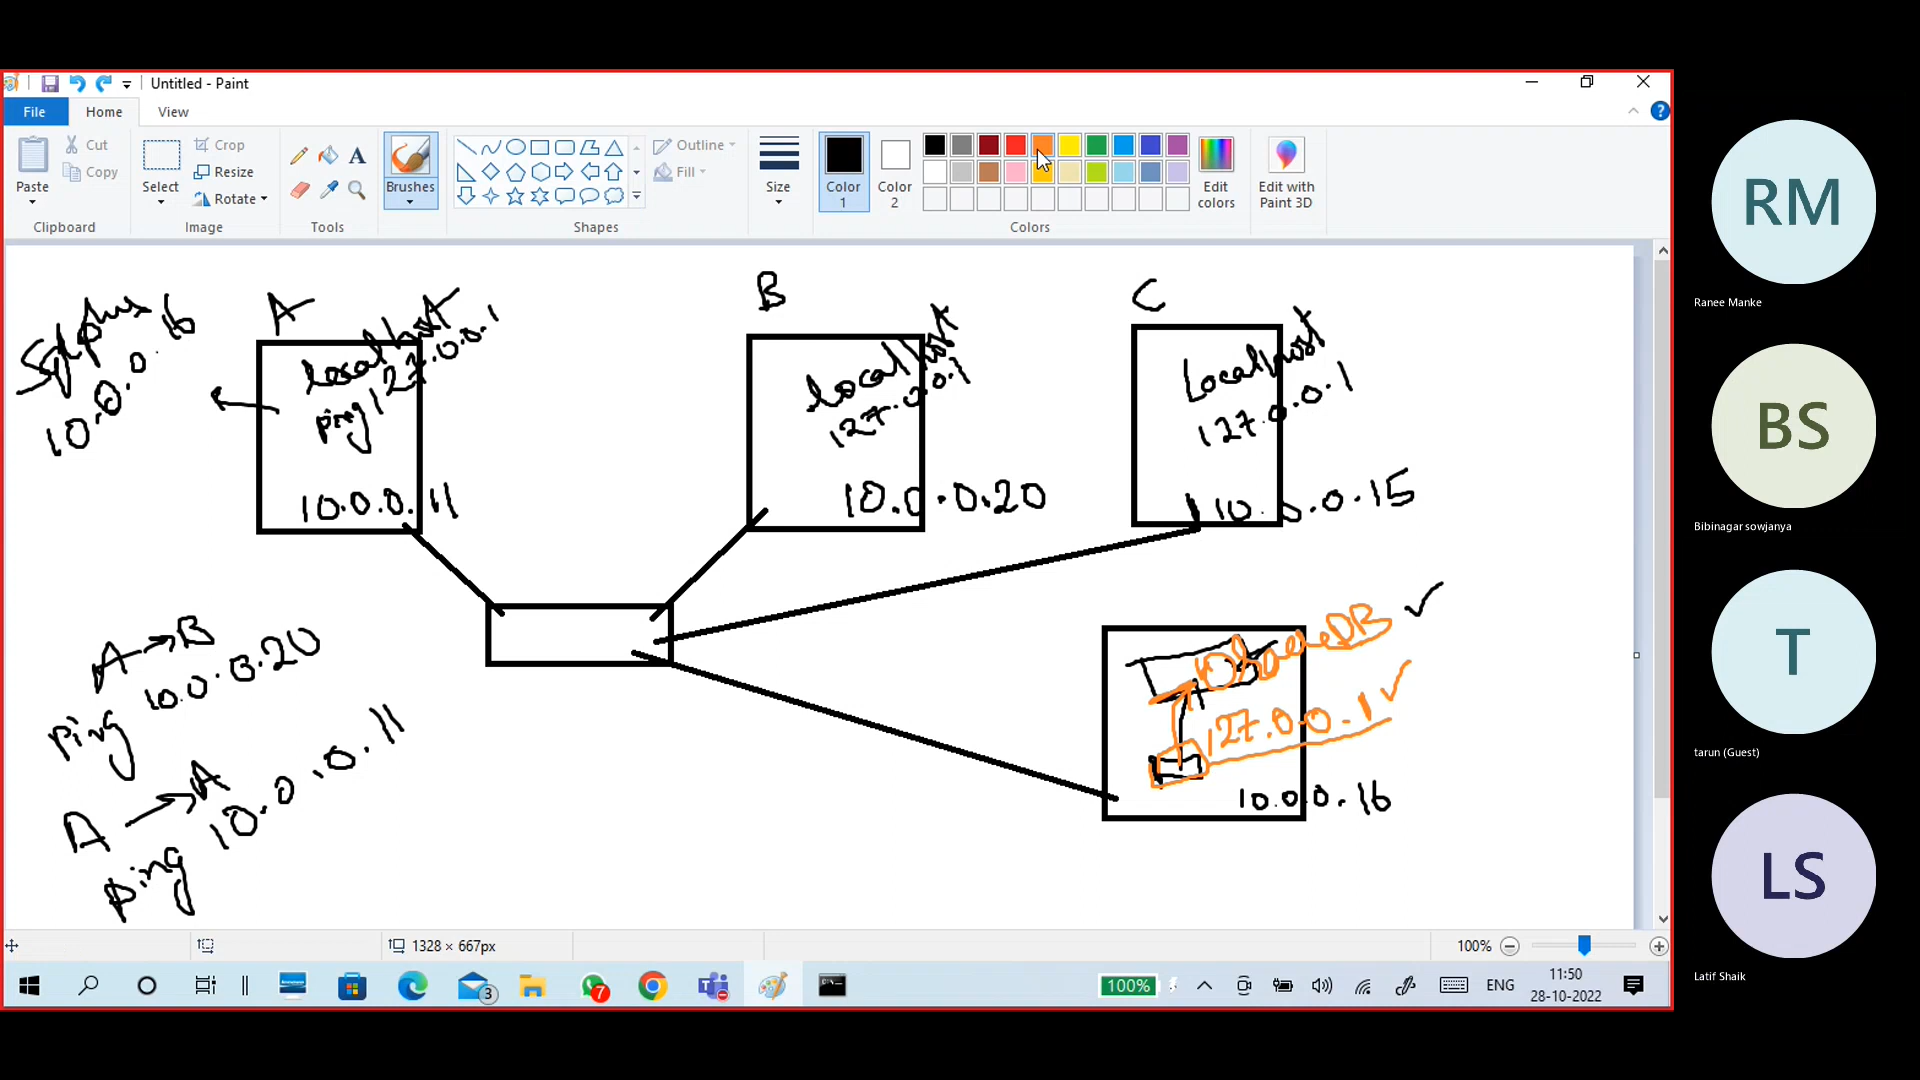 Untitled - Paint
File
Home
View
Paste
Cut
Copy
Clipboard
Select
Crop
Resize
Rotate
Image
A
Tools
Brushes
Outline
Fill
Shapes
Size
Color 1
Color 2
Edit colors
Edit with Paint 3D
Colors
Sqlplus
10.0.0.16
A
localhost
127.0.0.1
ping
10.0.0.11
B
localhost
127.0.0.1
10.0.0.20
C
Localhost
127.0.0.1
10.0.0.15
A → B
ping 10.0.0.20
A → A
ping 10.0.0.11
127.0.0.1
10.0.0.16
1328 × 667px
100%
3
7
100%
ENG
11:50
28-10-2022
RM
Ranee Manke
BS
Bibinagar sowjanya
T
tarun (Guest)
LS
Latif Shaik